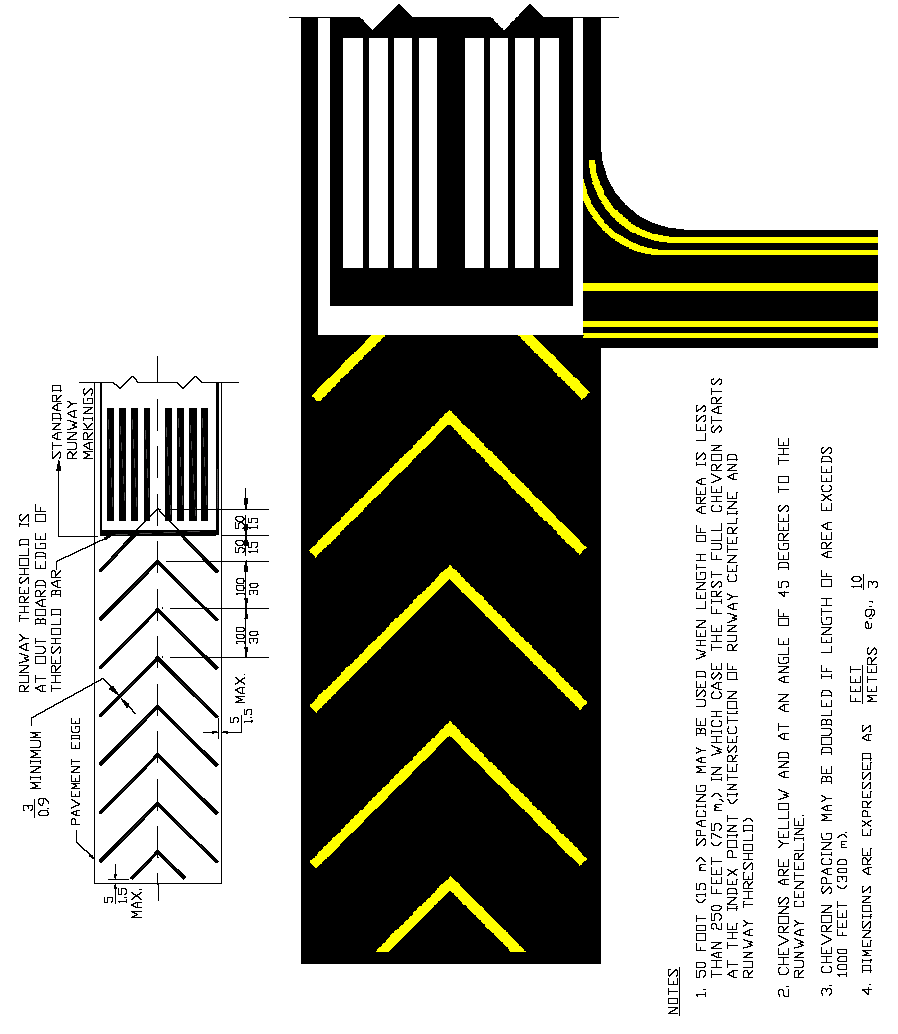 RUNWAY THRESHOLD IS
AT OUT BOARD EDGE OF
THRESHOLD BAR
STANDARD
RUNWAY
MARKINGS
3
0.9 MINIMUM
PAVEMENT EDGE
5
1.5
MAX.
100
30
100
30
50
15
50
15
5
1.5 MAX.
NOTES
1. 50 FOOT (15 m) SPACING MAY BE USED WHEN LENGTH OF AREA IS LESS
THAN 250 FEET (75 m,) IN WHICH CASE THE FIRST FULL CHEVRON STARTS
AT THE INDEX POINT (INTERSECTION OF RUNWAY CENTERLINE AND
RUNWAY THRESHOLD)
2. CHEVRONS ARE YELLOW AND AT AN ANGLE OF 45 DEGREES TO THE
RUNWAY CENTERLINE.
3. CHEVRON SPACING MAY BE DOUBLED IF LENGTH OF AREA EXCEEDS
1000 FEET (300 m).
4. DIMENSIONS ARE EXPRESSED AS FEET e.g., 10
METERS 3